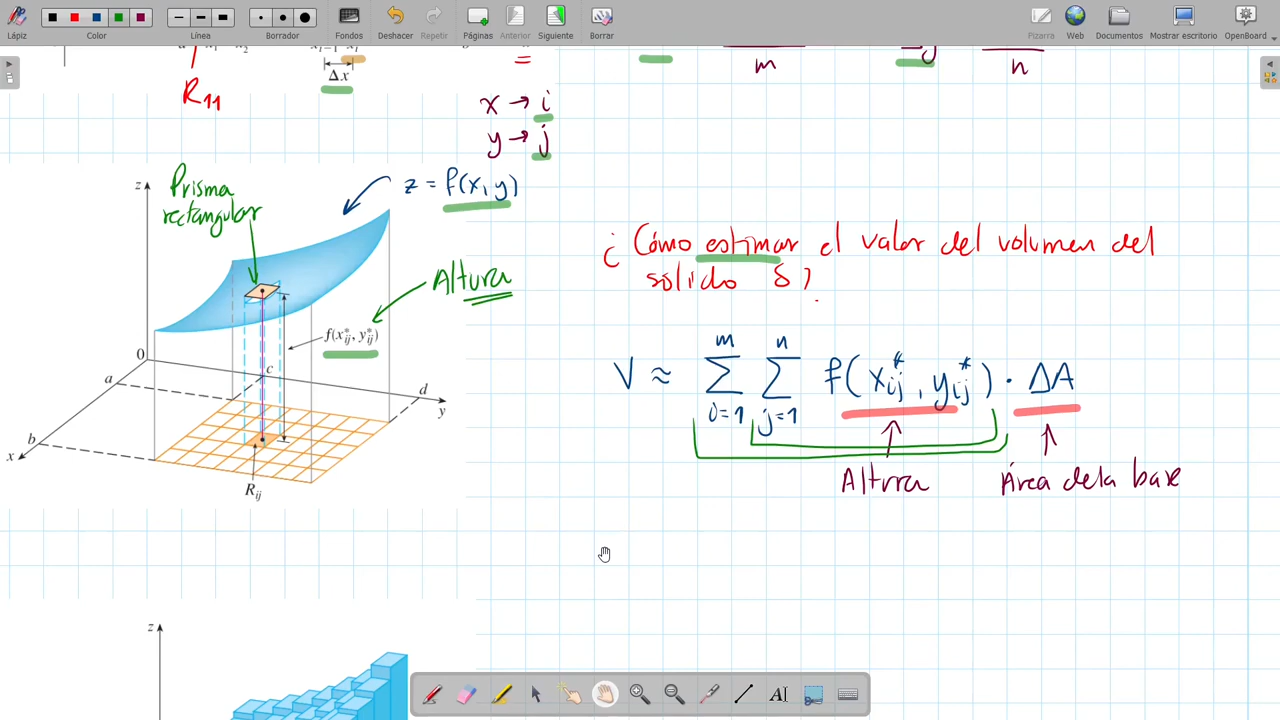 Lápiz
Color
Línea
Borrador
Fondos
Deshacer
Repetir
Páginas
Anterior
Siguiente
Borrar
Pizarra
Web
Documentos
Mostrar escritorio
OpenBoard
Δx
R₁₁
x → i
y → j
m
n
z
Prisma
rectangular
z = f(x, y)
Altura
f(x*ij, y*ij)
0
a
b
c
d
x
y
Rij
¿Cómo estimar el valor del volumen del
sólido S?
V ≈ m∑i=1 n∑j=1 f(x*ij, y*ij) · ΔA
Altura
Área de la base
z